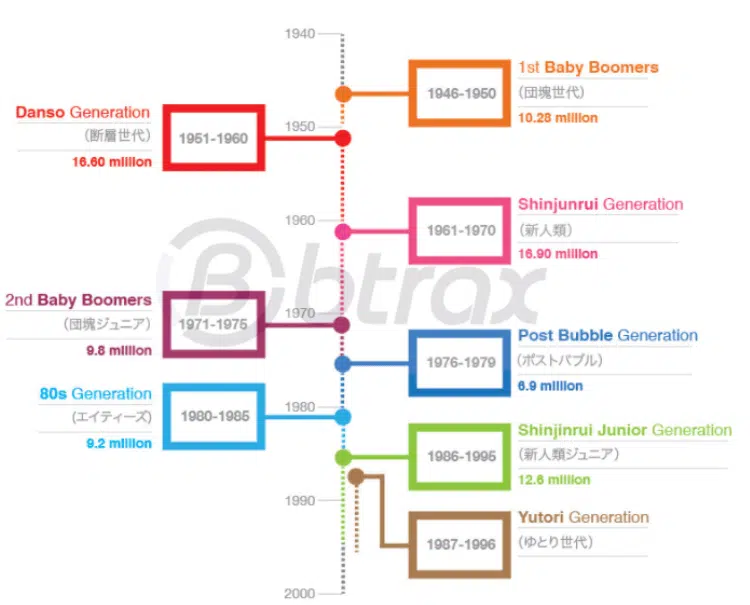 1940
1st Baby Boomers
1946-1950
(団塊世代)
10.28 million
Danso Generation
1951-1960
(断層世代)
16.60 million
1950
Shinjunrui Generation
1961-1970
(新人類)
16.90 million
1960
btrax
2nd Baby Boomers
1971-1975
(団塊ジュニア)
9.8 million
1970
Post Bubble Generation
1976-1979
(ポストバブル)
6.9 million
80s Generation
1980-1985
(エイティーズ)
9.2 million
1980
Shinjinrui Junior Generation
1986-1995
(新人類ジュニア)
12.6 million
1990
Yutori Generation
1987-1996
(ゆとり世代)
2000